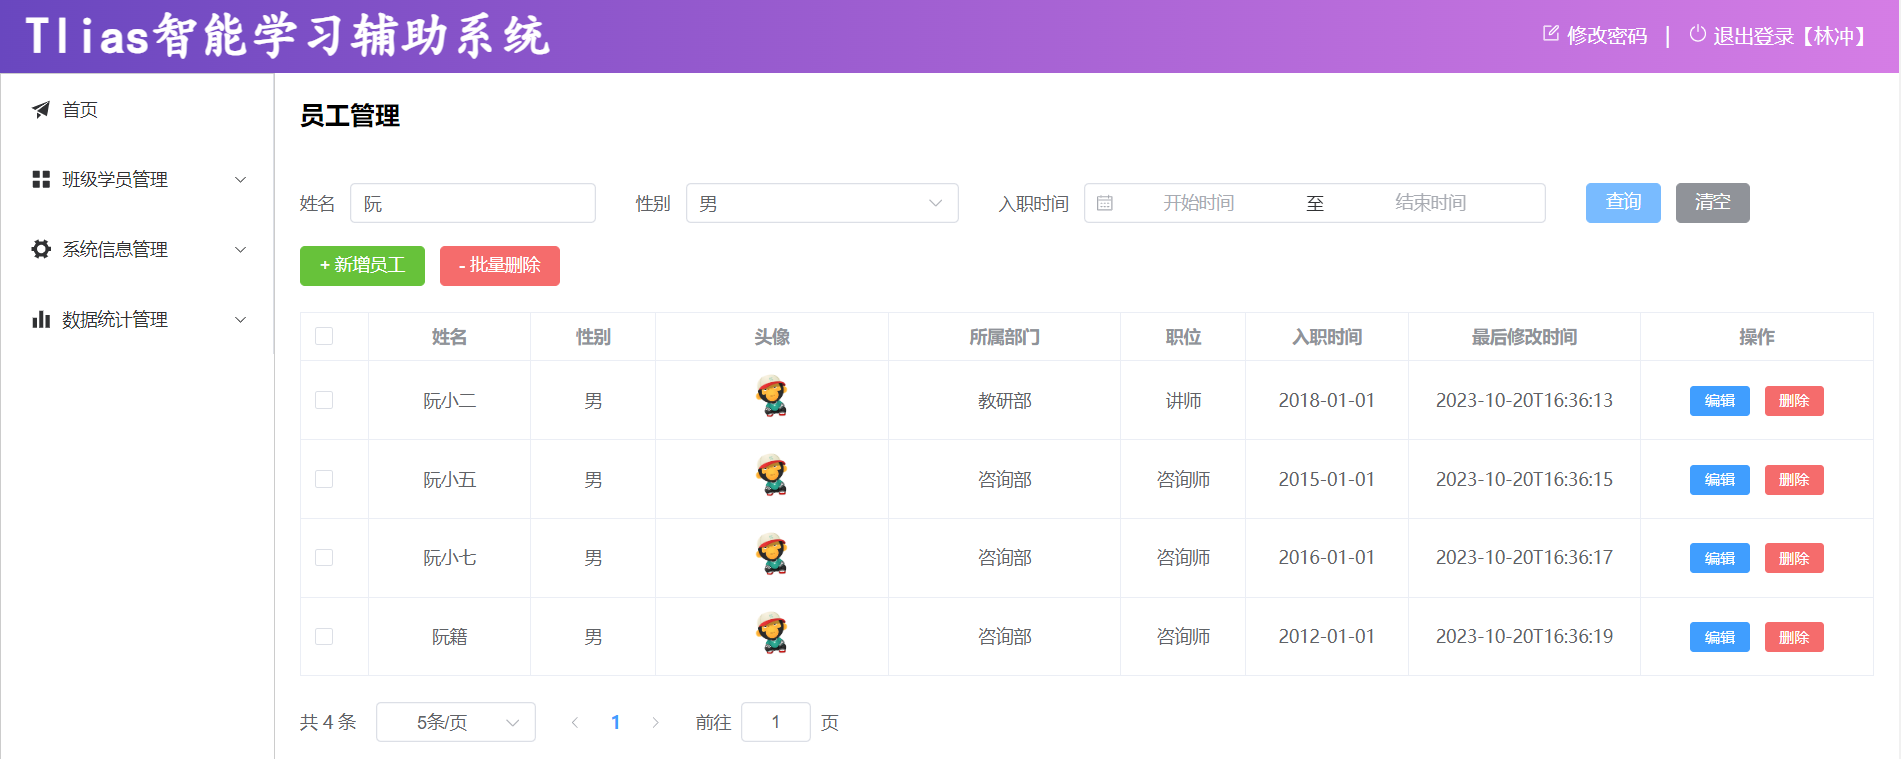 Tlias智能学习辅助系统
修改密码 | 退出登录【林冲】
首页
班级学员管理
系统信息管理
数据统计管理
员工管理
姓名 阮 性别 男 入职时间 开始时间 至 结束时间 查询 清空
+ 新增员工 - 批量删除
姓名 性别 头像 所属部门 职位 入职时间 最后修改时间 操作
阮小二 男 教研部 讲师 2018-01-01 2023-10-20T16:36:13 编辑 删除
阮小五 男 咨询部 咨询师 2015-01-01 2023-10-20T16:36:15 编辑 删除
阮小七 男 咨询部 咨询师 2016-01-01 2023-10-20T16:36:17 编辑 删除
阮籍 男 咨询部 咨询师 2012-01-01 2023-10-20T16:36:19 编辑 删除
共 4 条 5条/页 1 前往 1 页